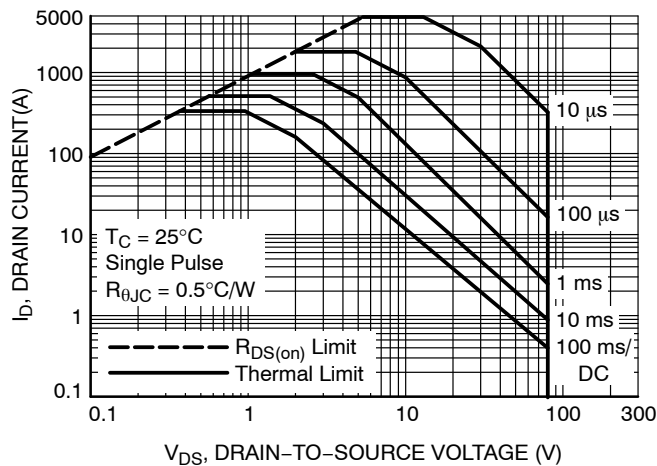 5000
1000
100
10
1
0.1
I_D, DRAIN CURRENT(A)
10 µs
100 µs
1 ms
10 ms
100 ms/
DC
T_C = 25°C
Single Pulse
R_θJC = 0.5°C/W
R_DS(on) Limit
Thermal Limit
0.1
1
10
100
300
V_DS, DRAIN−TO−SOURCE VOLTAGE (V)